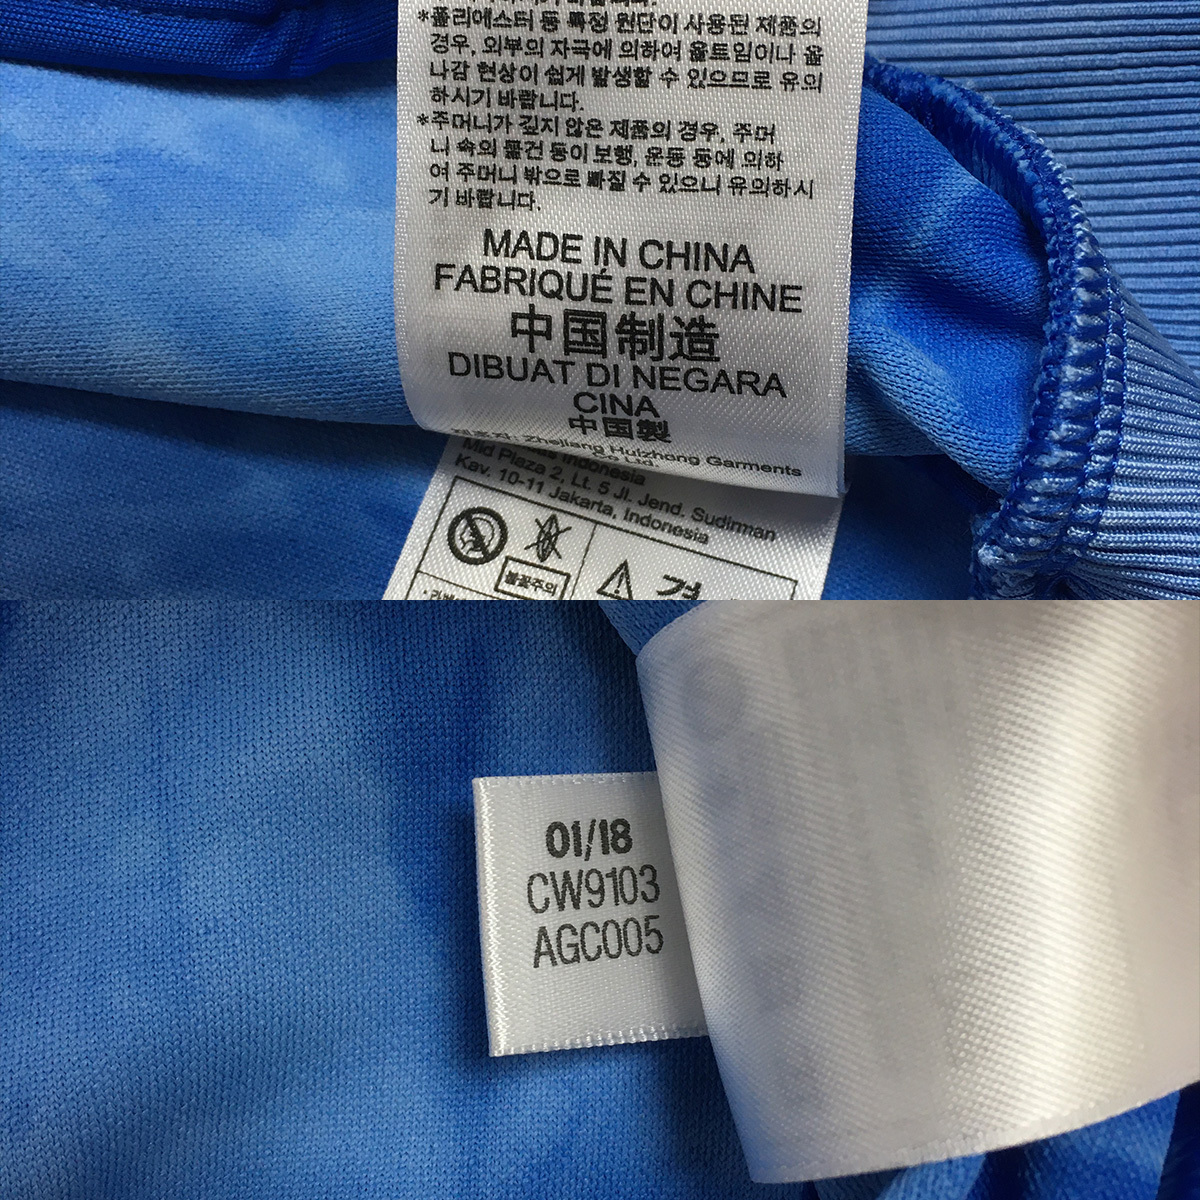 *폴리에스터 등 특정 원단이 사용된 제품의
경우, 외부의 자극에 의하여 올트임이나 올
나감 현상이 쉽게 발생할 수 있으므로 유의
하시기 바랍니다.
*주머니가 깊지 않은 제품의 경우, 주머
니 속의 물건 등이 보행, 운동 등에 의하
여 주머니 밖으로 빠질 수 있으니 유의하시
기 바랍니다.
MADE IN CHINA
FABRIQUÉ EN CHINE
中国制造
DIBUAT DI NEGARA
CINA
中国製
제조자: Zhejiang Huizhong Garments
Co Ltd.
Indonesia
Mid Plaza 2, Lt. 5 Jl. Jend. Sudirman
Kav. 10-11 Jakarta, Indonesia
불꽃주의
경
01/18
CW9103
AGC005